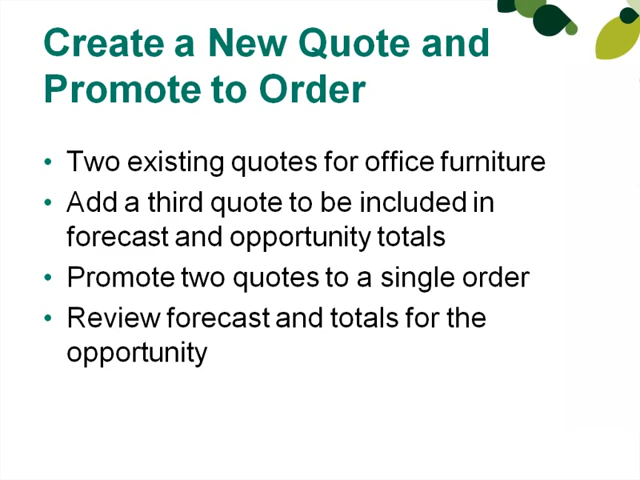 Create a New Quote and
Promote to Order
• Two existing quotes for office furniture
• Add a third quote to be included in
forecast and opportunity totals
• Promote two quotes to a single order
• Review forecast and totals for the
opportunity